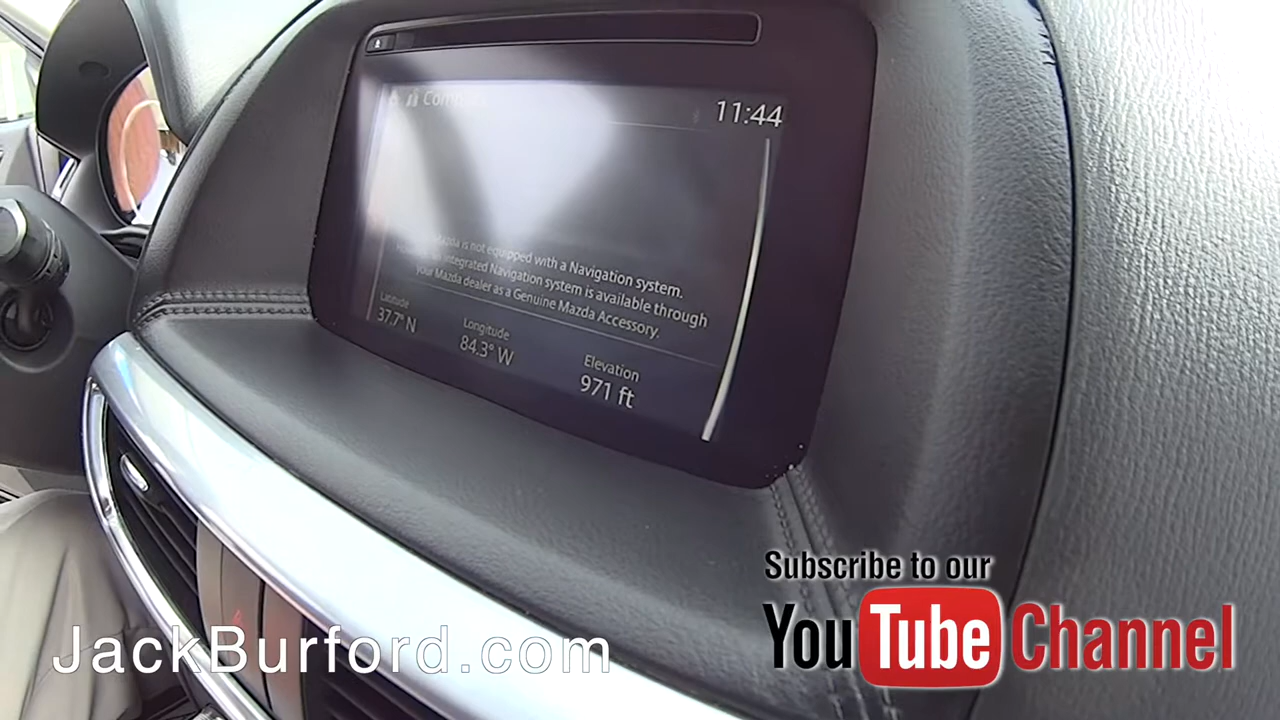 11:44
Mazda is not equipped with a Navigation system.
integrated Navigation system is available through
your Mazda dealer as a Genuine Mazda Accessory.
Latitude
37.7° N
Longitude
84.3° W
Elevation
971 ft
Subscribe to our
YouTube Channel
JackBurford.com